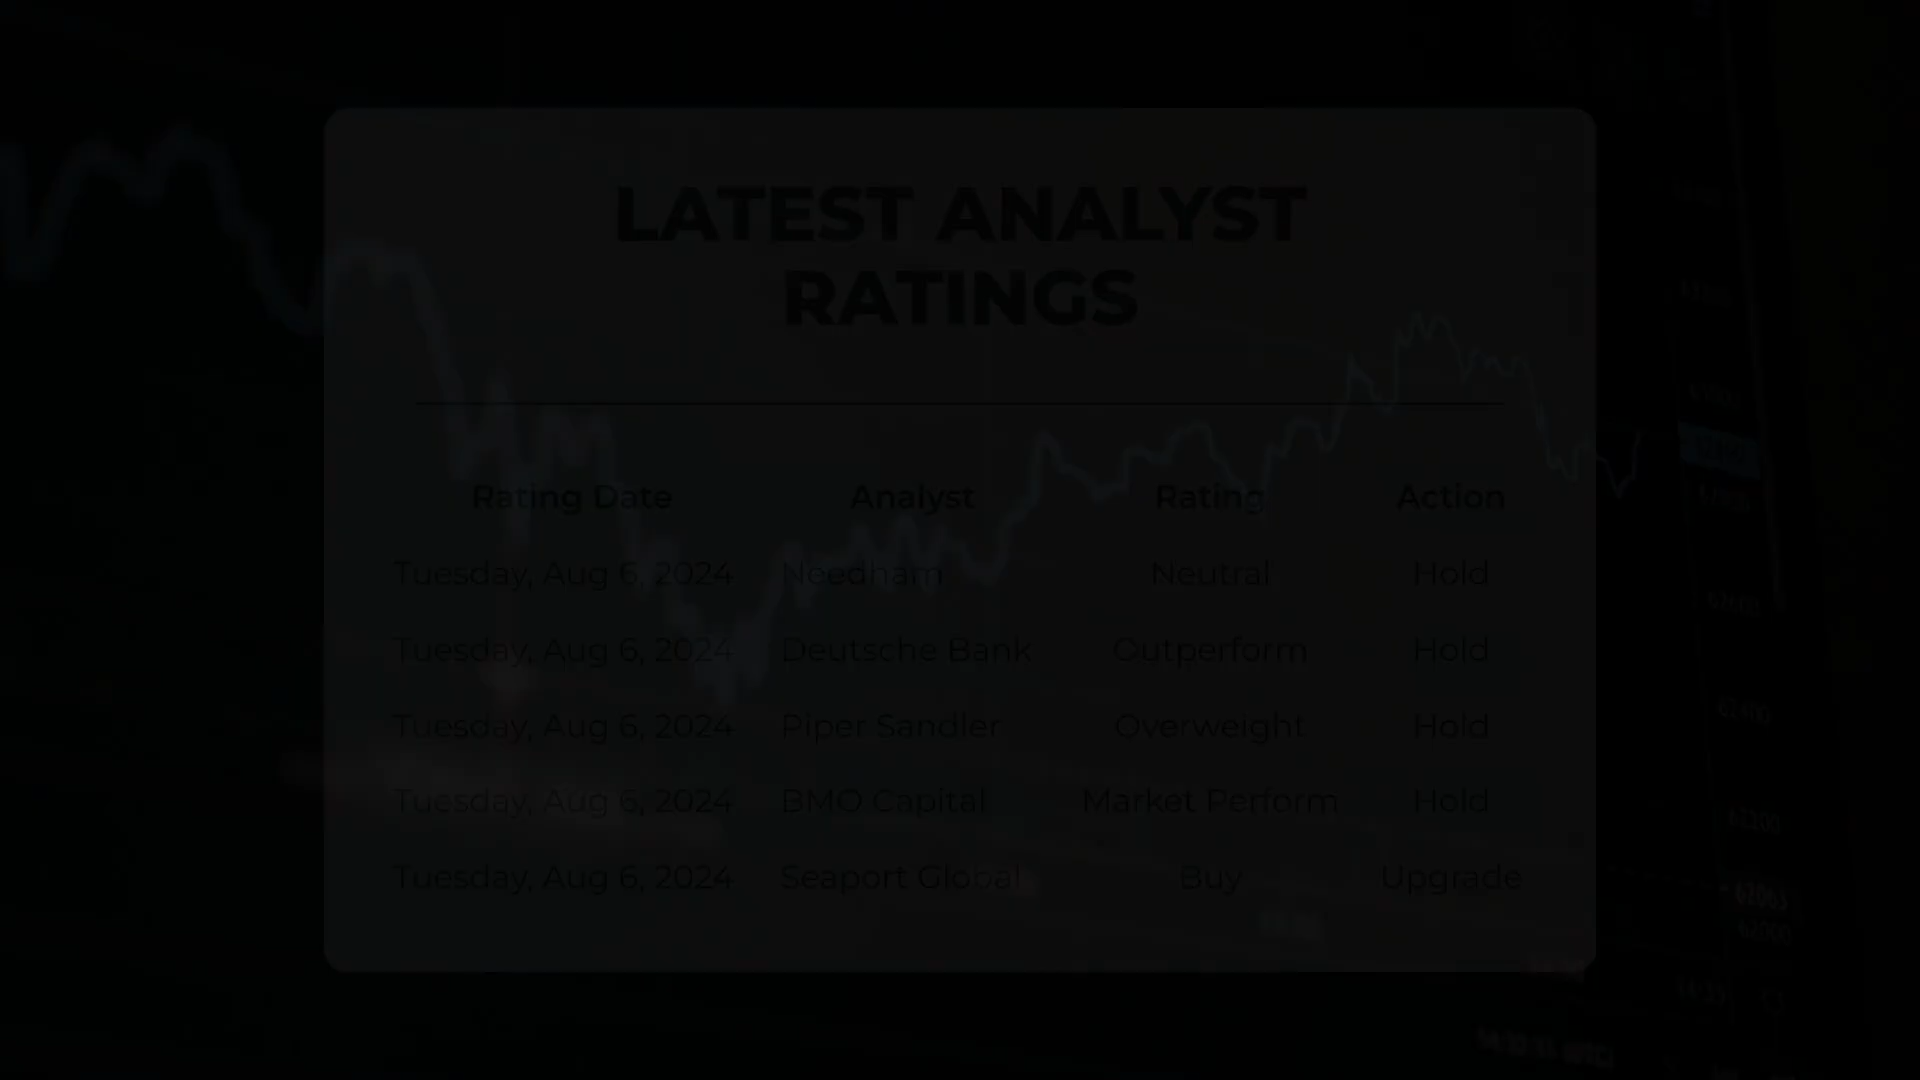 LATEST ANALYST
RATINGS
Rating Date Analyst Rating Action
Tuesday, Aug 6, 2024 Needham Neutral Hold
Tuesday, Aug 6, 2024 Deutsche Bank Outperform Hold
Tuesday, Aug 6, 2024 Piper Sandler Overweight Hold
Tuesday, Aug 6, 2024 BMO Capital Market Perform Hold
Tuesday, Aug 6, 2024 Seaport Global Buy Upgrade